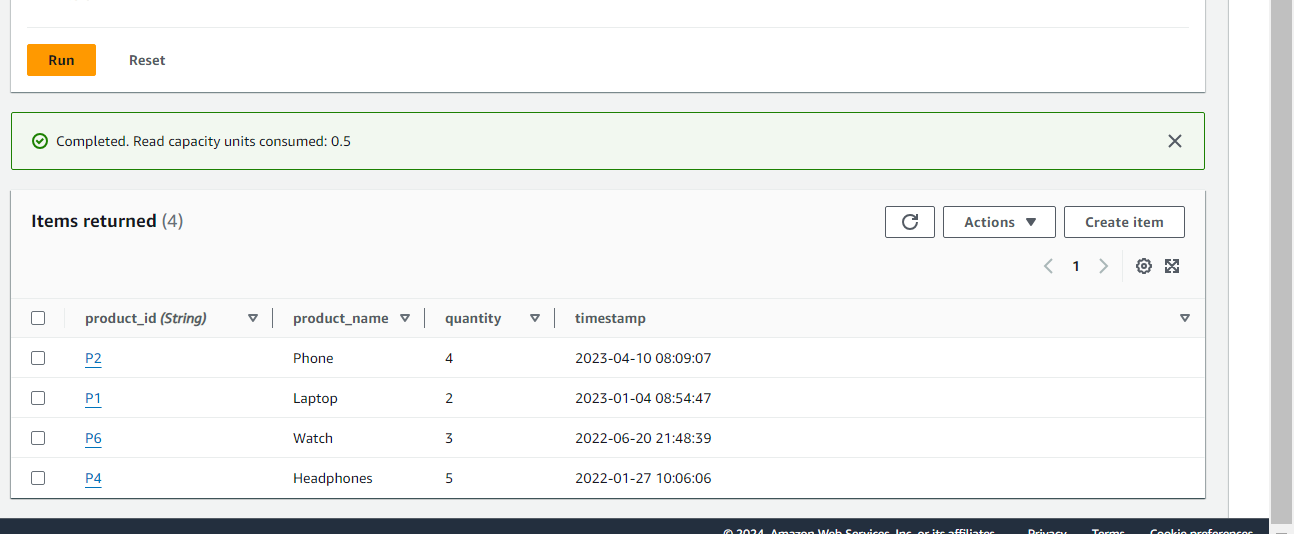 Run Reset
Completed. Read capacity units consumed: 0.5
Items returned (4)
Actions Create item
1
product_id (String) product_name quantity timestamp
P2 Phone 4 2023-04-10 08:09:07
P1 Laptop 2 2023-01-04 08:54:47
P6 Watch 3 2022-06-20 21:48:39
P4 Headphones 5 2022-01-27 10:06:06
© 2024, Amazon Web Services, Inc. or its affiliates. Privacy Terms Cookie preferences